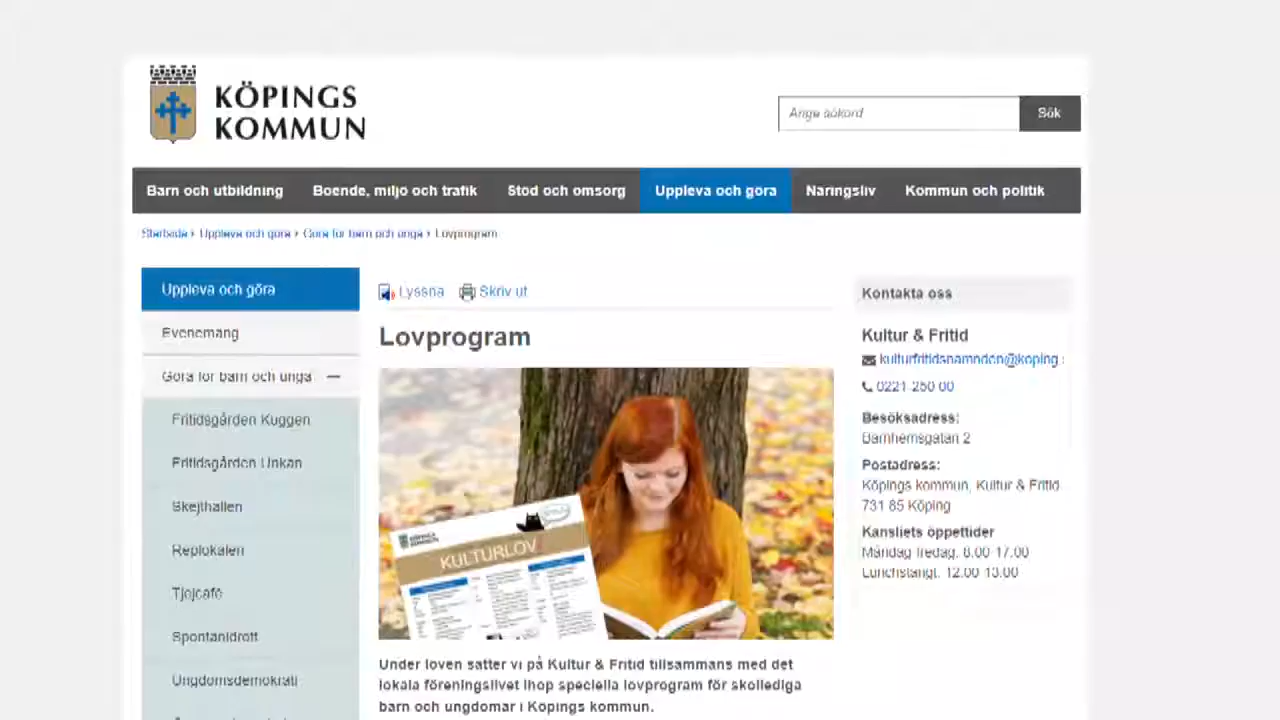 KÖPINGS
KOMMUN
Ange sökord
Sök
Barn och utbildning
Boende, miljö och trafik
Stöd och omsorg
Uppleva och göra
Näringsliv
Kommun och politik
Startsida › Uppleva och göra › Göra för barn och unga › Lovprogram
Uppleva och göra
Evenemang
Göra för barn och unga
Fritidsgården Kuggen
Fritidsgården Unkan
Skejthallen
Replokalen
Tjejcafé
Spontanidrott
Ungdomsdemokrati
Lyssna
Skriv ut
Lovprogram
KÖPINGS
KOMMUN
KULTURLOV
Under loven sätter vi på Kultur & Fritid tillsammans med det
lokala föreningslivet ihop speciella lovprogram för skollediga
barn och ungdomar i Köpings kommun.
Kontakta oss
Kultur & Fritid
kulturfritidsnamnden@koping.
0221-250 00
Besöksadress:
Barnhemsgatan 2
Postadress:
Köpings kommun, Kultur & Fritid
731 85 Köping
Kansliets öppettider
Måndag-fredag: 8.00-17.00
Lunchstängt: 12.00-13.00